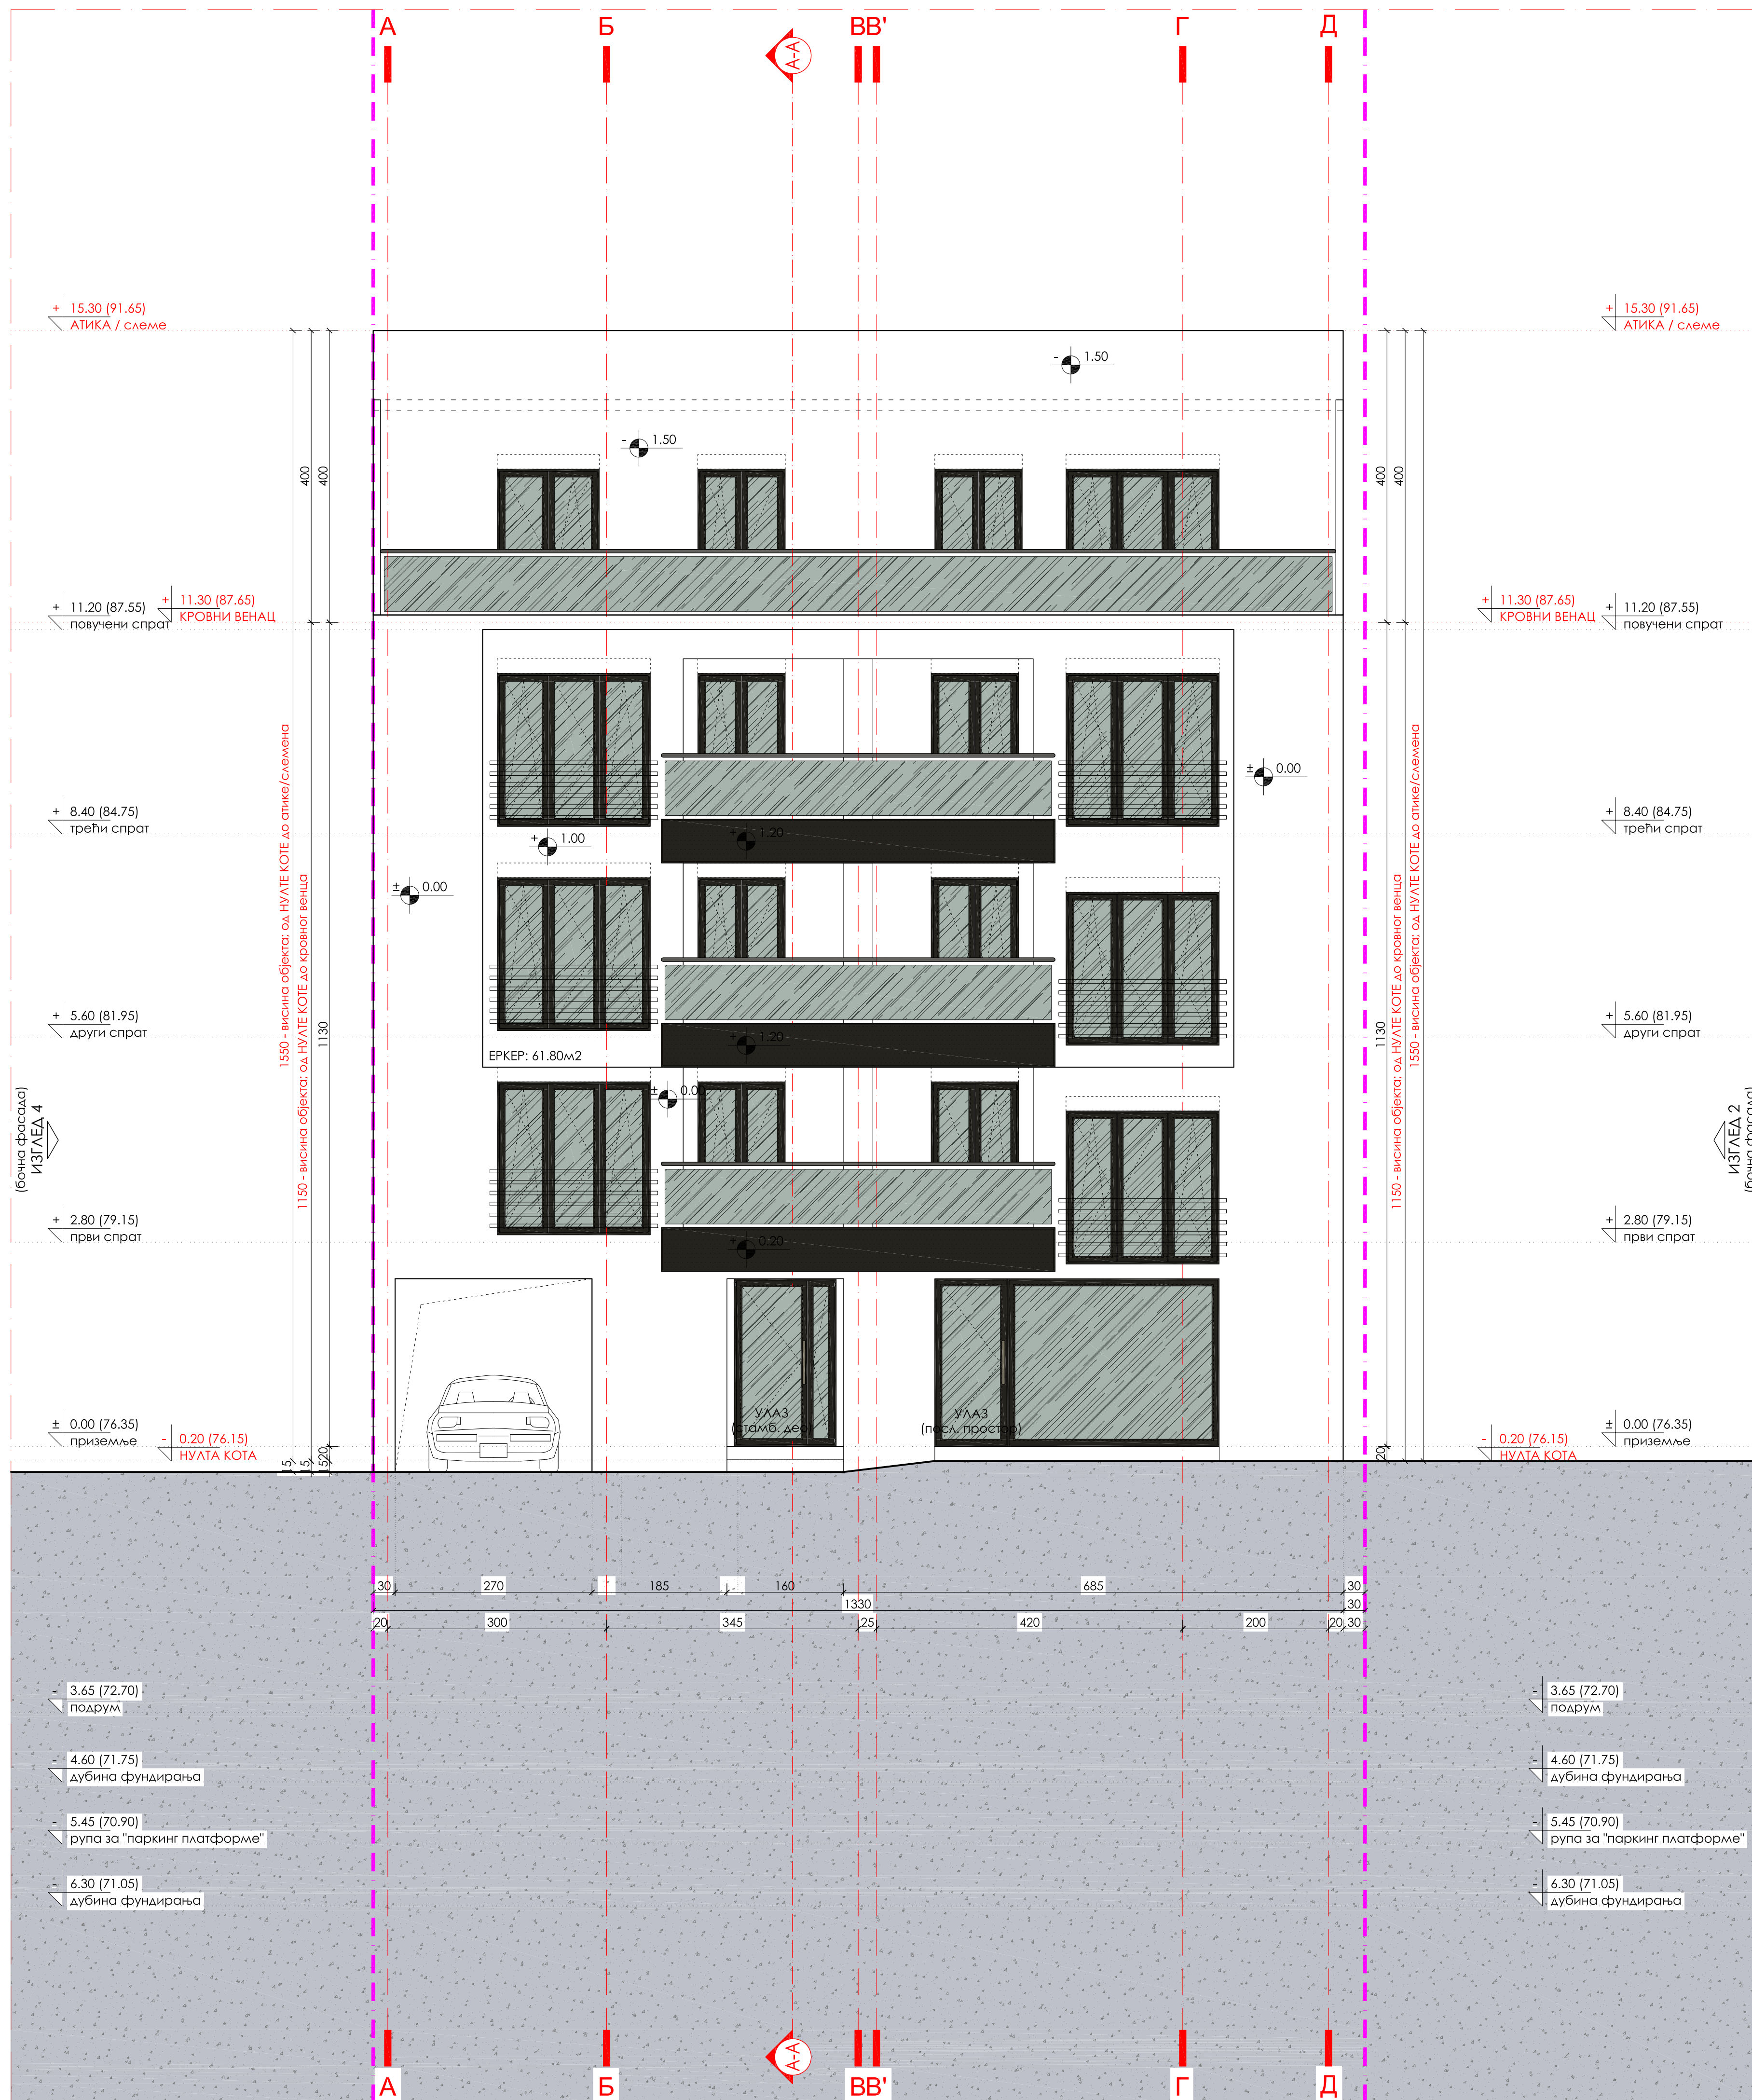 А Б А-А В В' Г Д
+ 15.30 (91.65)
АТИКА / слеме
+ 15.30 (91.65)
АТИКА / слеме
- 1.50
- 1.50
400
400
400
400
+ 11.20 (87.55)
повучени спрат
+ 11.30 (87.65)
КРОВНИ ВЕНАЦ
+ 11.30 (87.65)
КРОВНИ ВЕНАЦ
+ 11.20 (87.55)
повучени спрат
± 0.00
+ 8.40 (84.75)
трећи спрат
+ 1.00
+ 1.20
+ 8.40 (84.75)
трећи спрат
± 0.00
1550 - висина објекта; од НУЛТЕ КОТЕ до атике/слемена
1150 - висина објекта; од НУЛТЕ КОТЕ до кровног венца
1130
1130
1150 - висина објекта; од НУЛТЕ КОТЕ до кровног венца
1550 - висина објекта; од НУЛТЕ КОТЕ до атике/слемена
+ 5.60 (81.95)
други спрат
+ 1.20
ЕРКЕР: 61.80м2
+ 5.60 (81.95)
други спрат
± 0.00
(бочна фасада)
ИЗГЛЕД 4
ИЗГЛЕД 2
(бочна фасада)
+ 2.80 (79.15)
први спрат
+ 0.20
+ 2.80 (79.15)
први спрат
± 0.00 (76.35)
приземље
- 0.20 (76.15)
НУЛТА КОТА
УЛАЗ
(стамб. део)
УЛАЗ
(посл. простор)
- 0.20 (76.15)
НУЛТА КОТА
± 0.00 (76.35)
приземље
15
15
15 20
20
30 270 185 160 685 30
1330 30
20 300 345 25 420 200 20 30
- 3.65 (72.70)
подрум
- 3.65 (72.70)
подрум
- 4.60 (71.75)
дубина фундирања
- 4.60 (71.75)
дубина фундирања
- 5.45 (70.90)
рупа за "паркинг платформе"
- 5.45 (70.90)
рупа за "паркинг платформе"
- 6.30 (71.05)
дубина фундирања
- 6.30 (71.05)
дубина фундирања
А Б А-А В В' Г Д